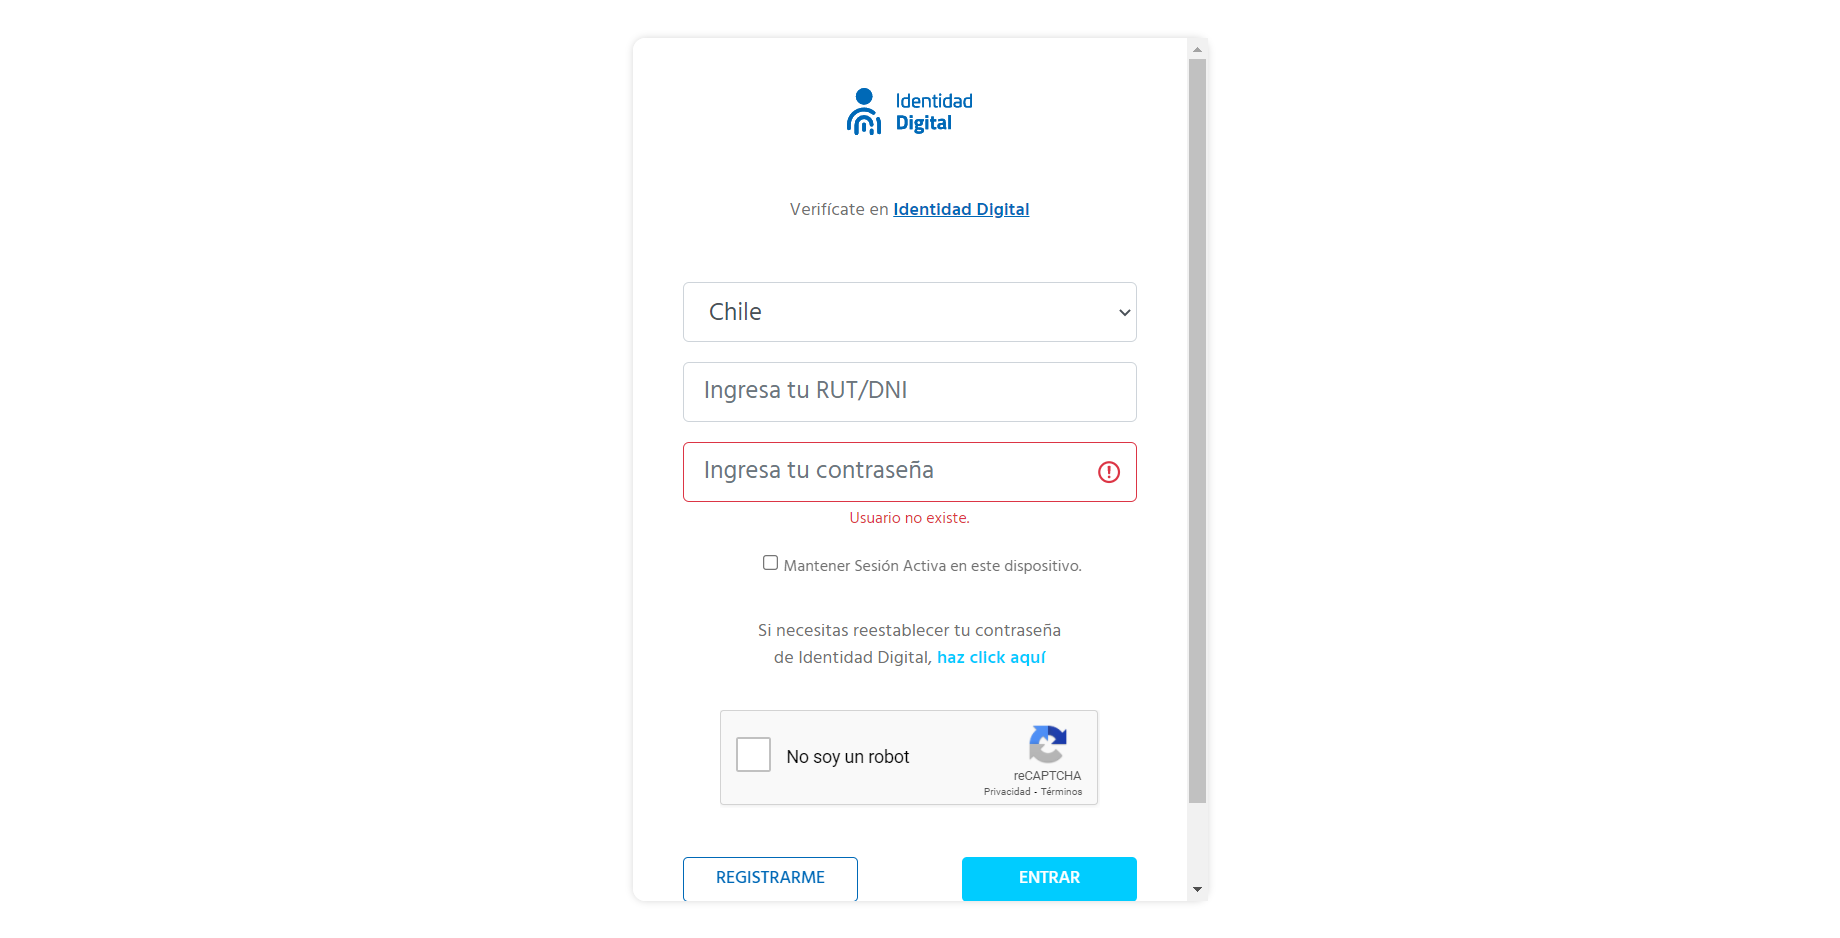 Identidad
Digital
Verifícate en Identidad Digital
Chile
Ingresa tu RUT/DNI
Ingresa tu contraseña
Usuario no existe.
Mantener Sesión Activa en este dispositivo.
Si necesitas reestablecer tu contraseña
de Identidad Digital, haz click aquí
No soy un robot
reCAPTCHA
Privacidad - Términos
REGISTRARME
ENTRAR